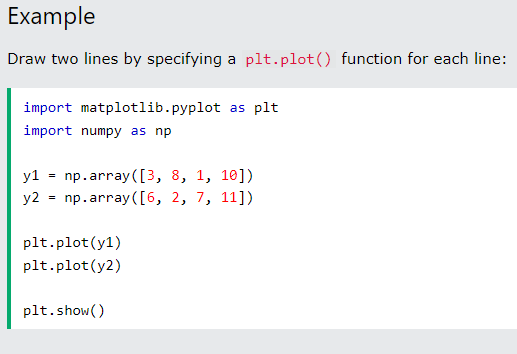 Example
Draw two lines by specifying a plt.plot() function for each line:
import matplotlib.pyplot as plt
import numpy as np
y1 = np.array([3, 8, 1, 10])
y2 = np.array([6, 2, 7, 11])
plt.plot(y1)
plt.plot(y2)
plt.show()